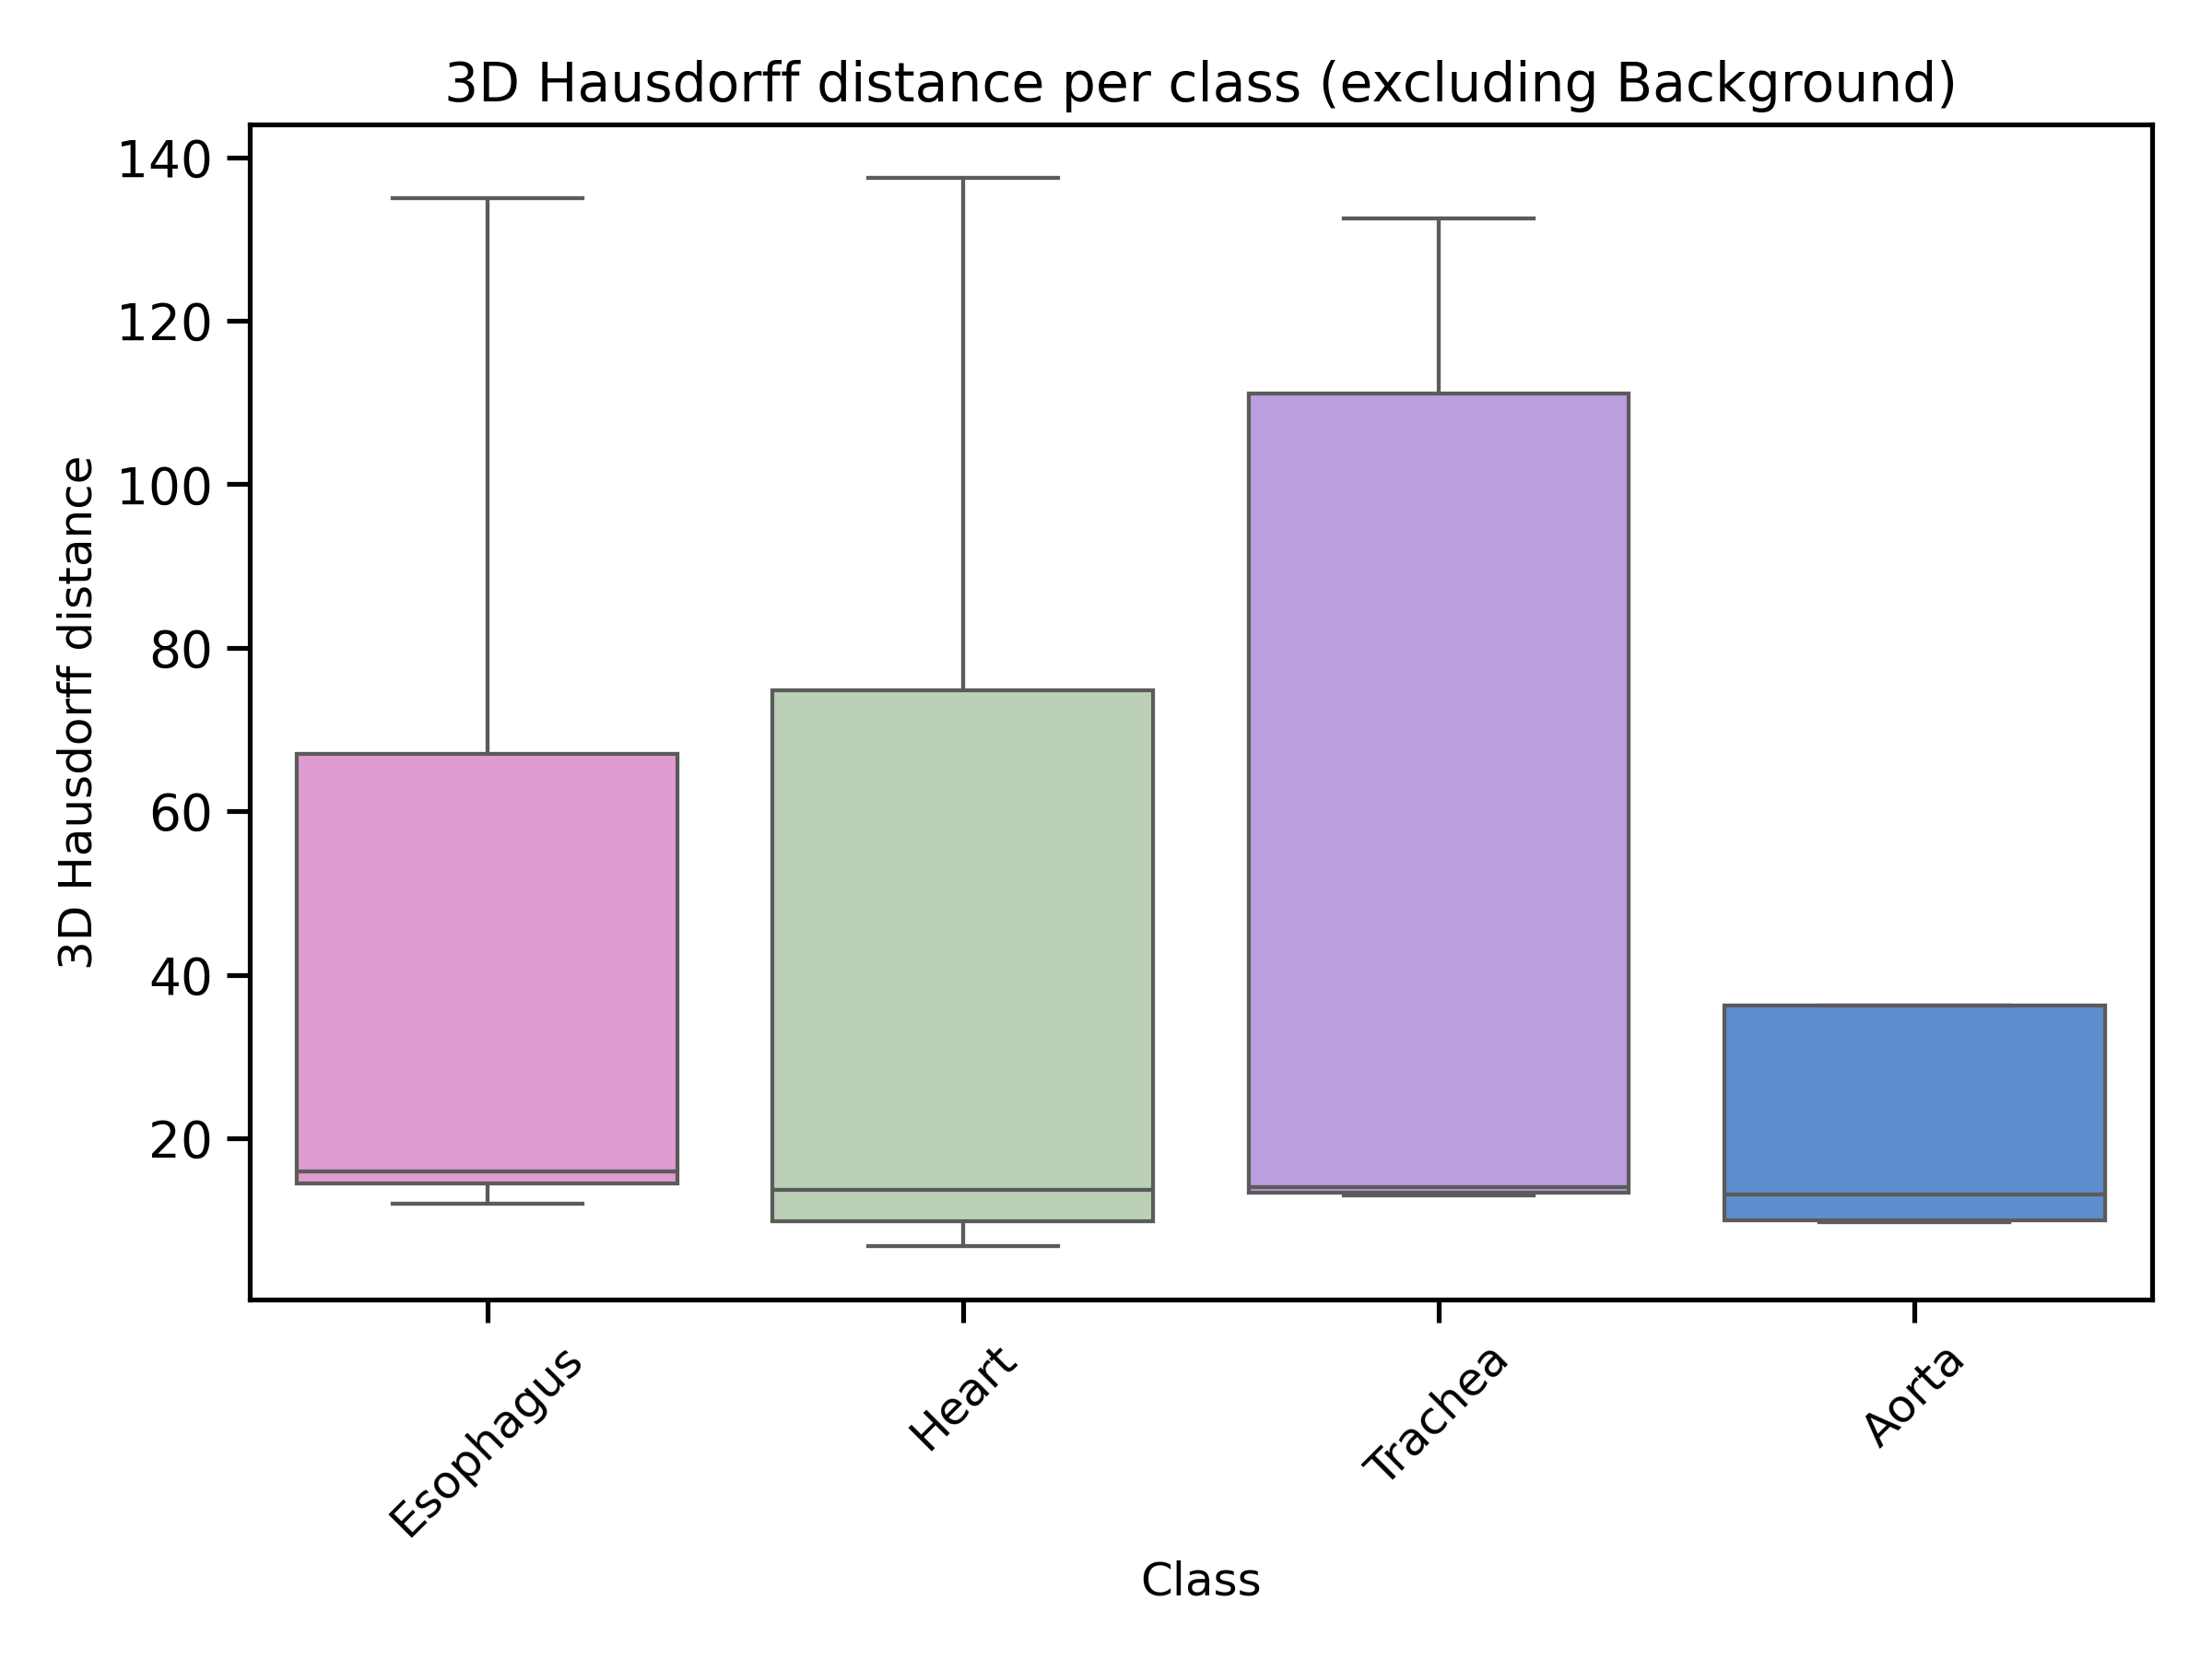 3D Hausdorff distance per class (excluding Background)
3D Hausdorff distance
140
120
100
80
60
40
20
Esophagus
Heart
Trachea
Aorta
Class